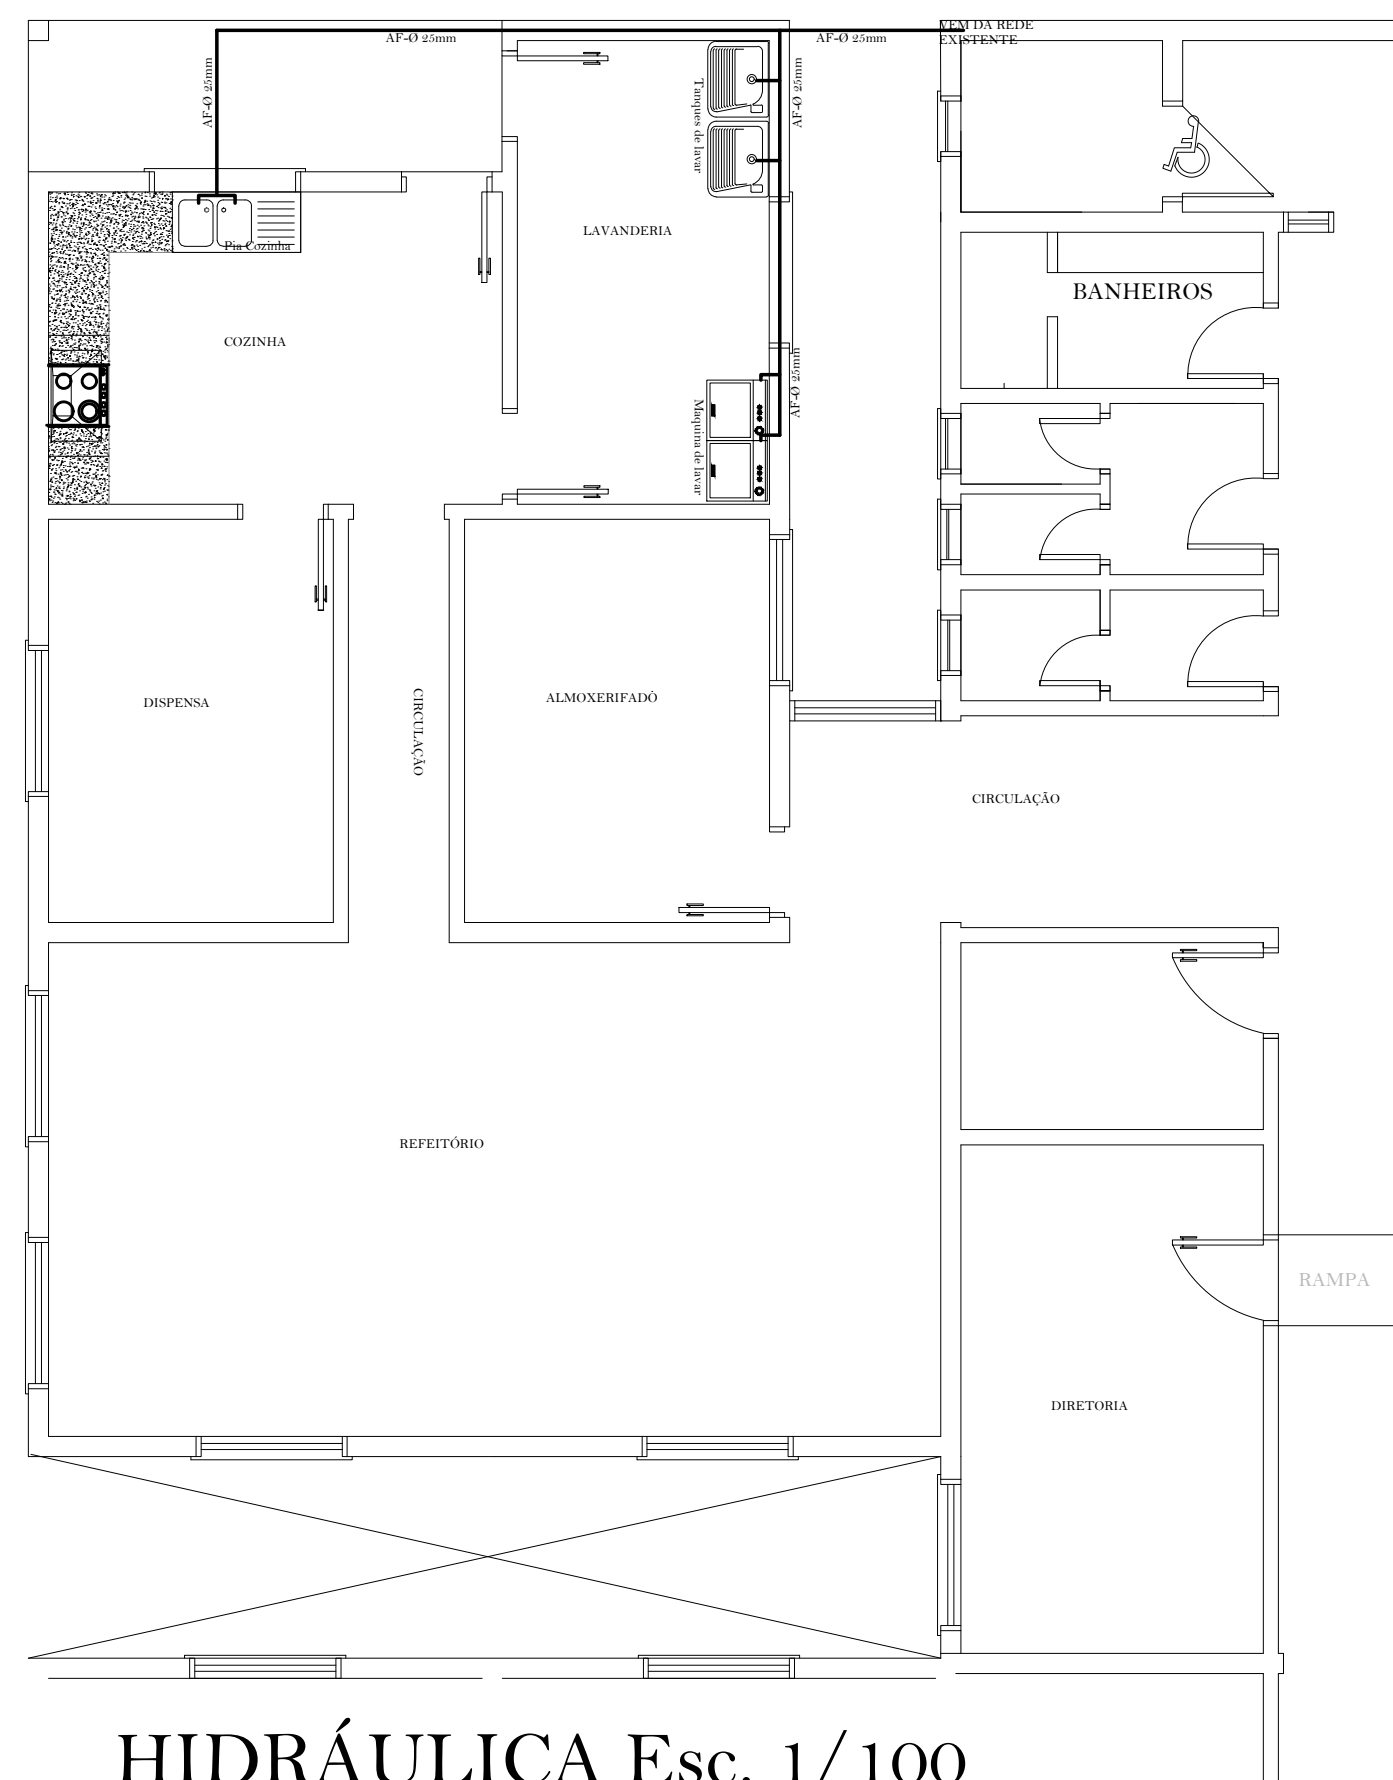 VEM DA REDE
EXISTENTE
AF-Ø 25mm
AF-Ø 25mm
AF-Ø 25mm
AF-Ø 25mm
Tanques de lavar
LAVANDERIA
Pia Cozinha
BANHEIROS
COZINHA
AF-Ø 25mm
Maquina de lavar
DISPENSA
CIRCULAÇÃO
ALMOXERIFADÓ
CIRCULAÇÃO
REFEITÓRIO
RAMPA
DIRETORIA
HIDRÁULICA Esc. 1/100